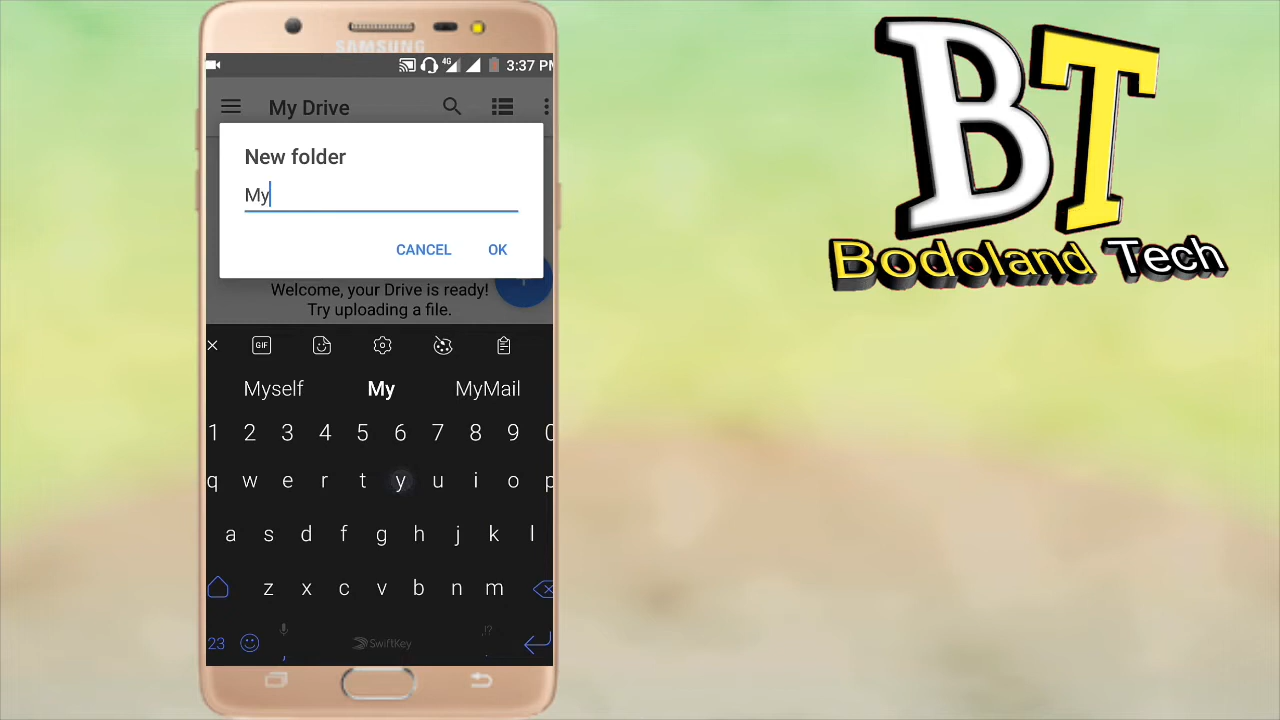 SAMSUNG
4G 3:37 PM
My Drive
New folder
My
CANCEL OK
Welcome, your Drive is ready!
Try uploading a file.
GIF
Myself My MyMail
1 2 3 4 5 6 7 8 9 0
q w e r t y u i o p
a s d f g h j k l
z x c v b n m
,!?
23 SwiftKey
,
BT
Bodoland Tech